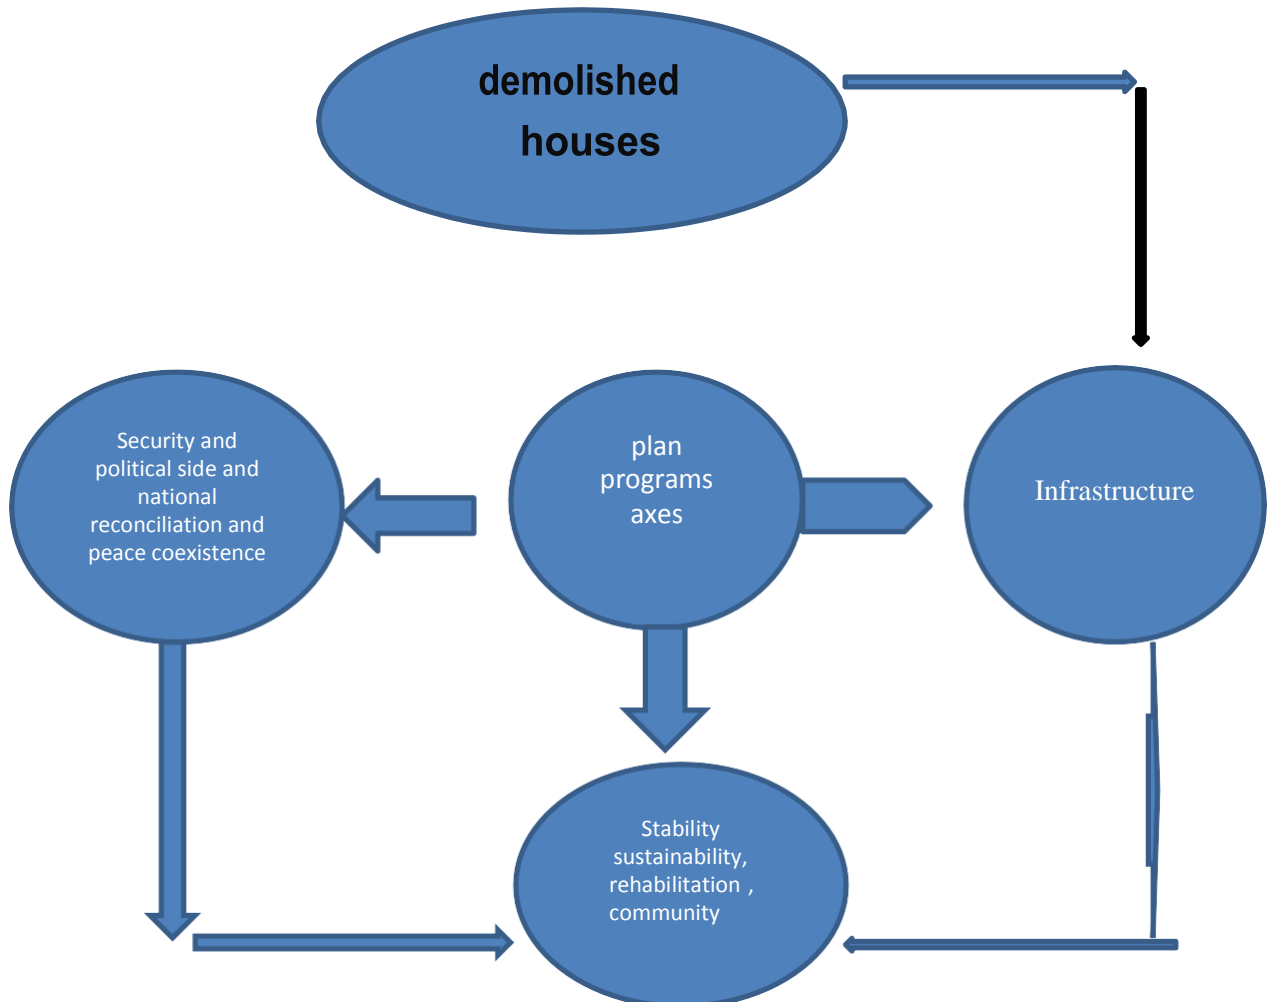 demolished
houses
Security and
political side and
national
reconciliation and
peace coexistence
plan
programs
axes
Infrastructure
Stability
sustainability,
rehabilitation ,
community